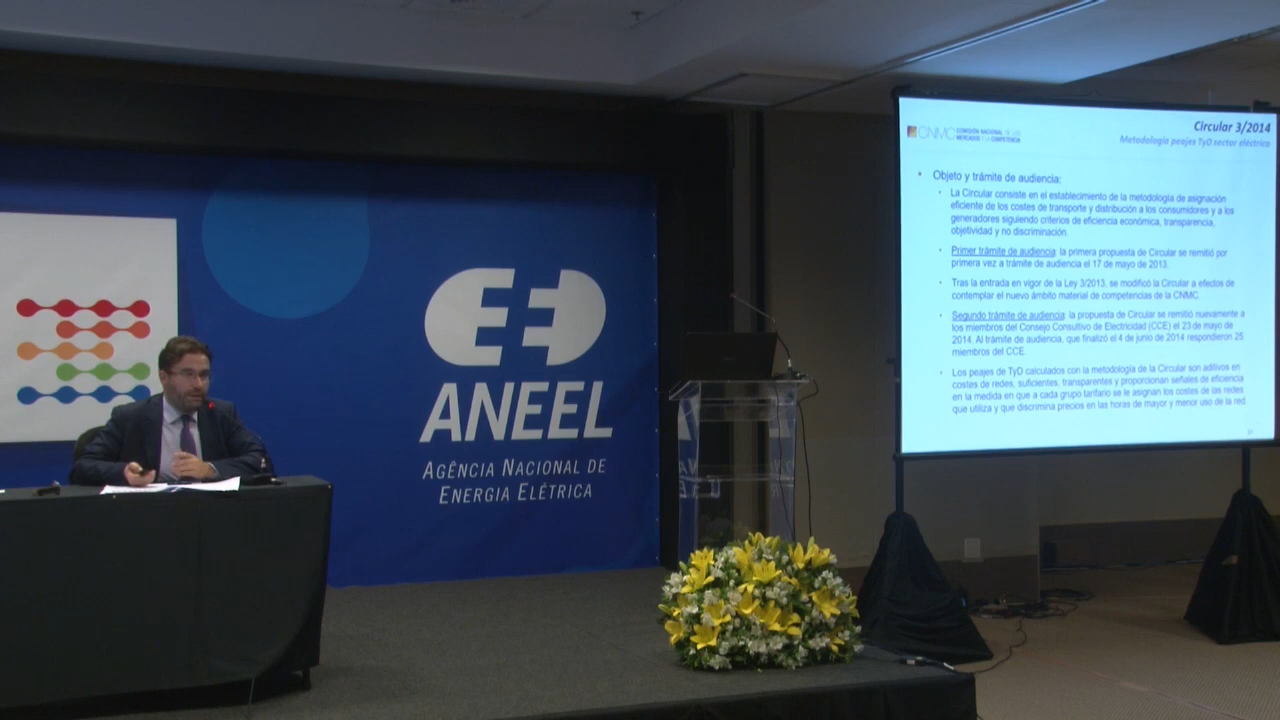 ANEEL
AGÊNCIA NACIONAL DE
ENERGIA ELÉTRICA
CNMC COMISIÓN NACIONAL DE LOS
MERCADOS Y LA COMPETENCIA
Circular 3/2014
Metodología peajes TyD sector eléctrico
• Objeto y trámite de audiencia:
• La Circular consiste en el establecimiento de la metodología de asignación
eficiente de los costes de transporte y distribución a los consumidores y a los
generadores siguiendo criterios de eficiencia económica, transparencia,
objetividad y no discriminación.
• Primer trámite de audiencia: la primera propuesta de Circular se remitió por
primera vez a trámite de audiencia el 17 de mayo de 2013.
• Tras la entrada en vigor de la Ley 3/2013, se modificó la Circular a efectos de
contemplar el nuevo ámbito material de competencias de la CNMC.
• Segundo trámite de audiencia: la propuesta de Circular se remitió nuevamente a
los miembros del Consejo Consultivo de Electricidad (CCE) el 23 de mayo de
2014. Al trámite de audiencia, que finalizó el 4 de junio de 2014 respondieron 25
miembros del CCE.
• Los peajes de TyD calculados con la metodología de la Circular son aditivos en
costes de redes, suficientes, transparentes y proporcionan señales de eficiencia
en la medida en que a cada grupo tarifario se le asignan los costes de las redes
que utiliza y que discrimina precios en las horas de mayor y menor uso de la red.